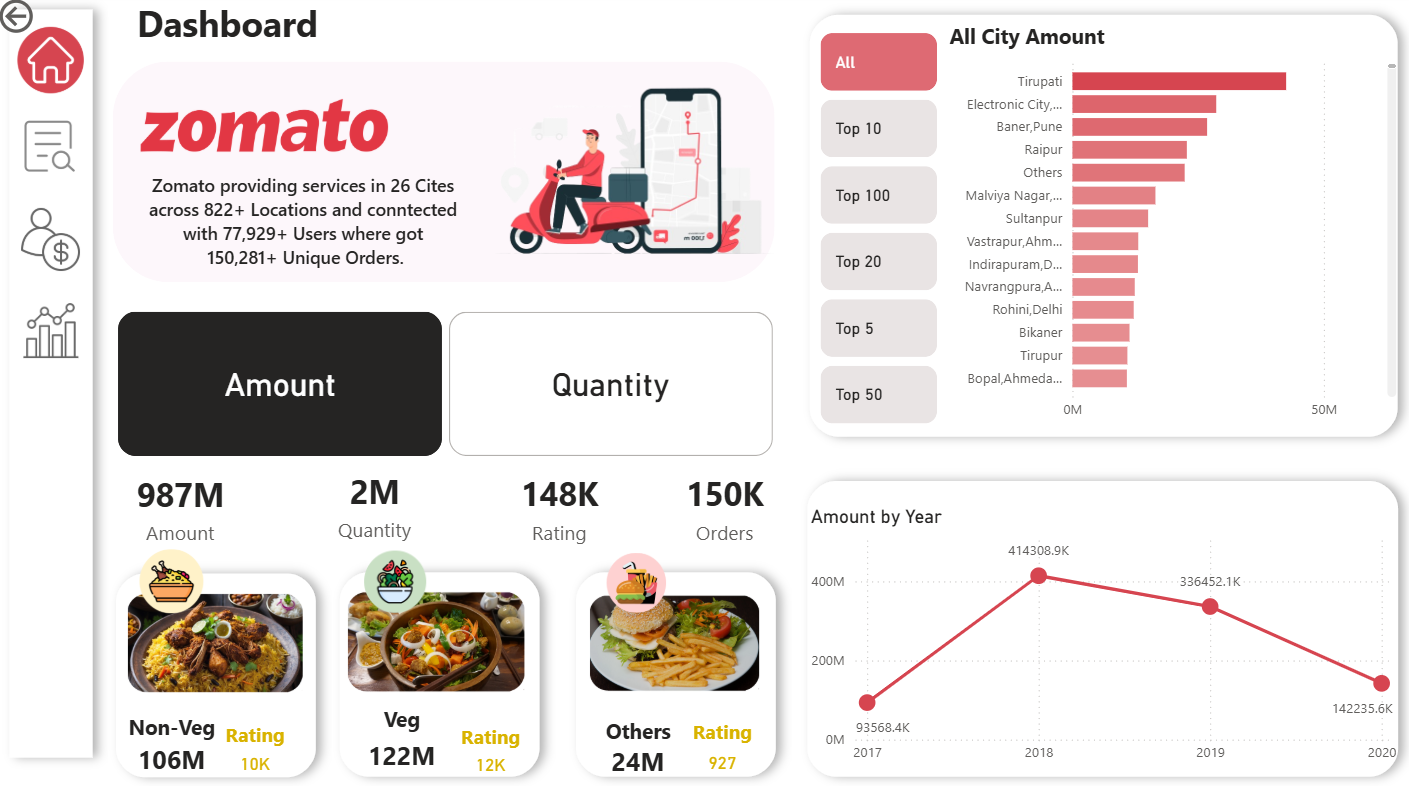 Dashboard
zomato
Zomato providing services in 26 Cites
across 822+ Locations and conntected
with 77,929+ Users where got
150,281+ Unique Orders.
Amount
Quantity
987M
Amount
2M
Quantity
148K
Rating
150K
Orders
Non-Veg
106M
Rating
10K
Veg
122M
Rating
12K
Others
24M
Rating
927
All
Top 10
Top 100
Top 20
Top 5
Top 50
All City Amount
Tirupati
Electronic City,...
Baner,Pune
Raipur
Others
Malviya Nagar,...
Sultanpur
Vastrapur,Ahm...
Indirapuram,D...
Navrangpura,A...
Rohini,Delhi
Bikaner
Tirupur
Bopal,Ahmeda...
0M
50M
Amount by Year
400M
200M
0M
93568.4K
414308.9K
336452.1K
142235.6K
2017
2018
2019
2020